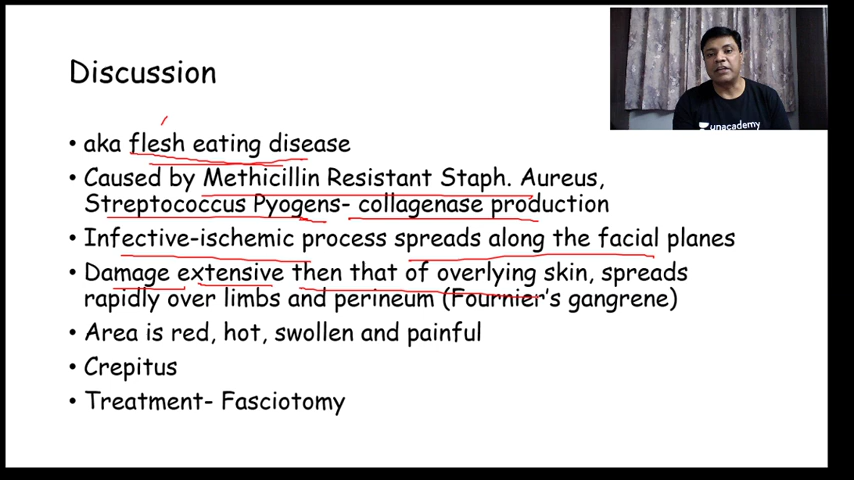 Discussion
• aka flesh eating disease
• Caused by Methicillin Resistant Staph. Aureus,
Streptococcus Pyogens- collagenase production
• Infective-ischemic process spreads along the facial planes
• Damage extensive then that of overlying skin, spreads
rapidly over limbs and perineum (Fournier's gangrene)
• Area is red, hot, swollen and painful
• Crepitus
• Treatment- Fasciotomy
unacademy